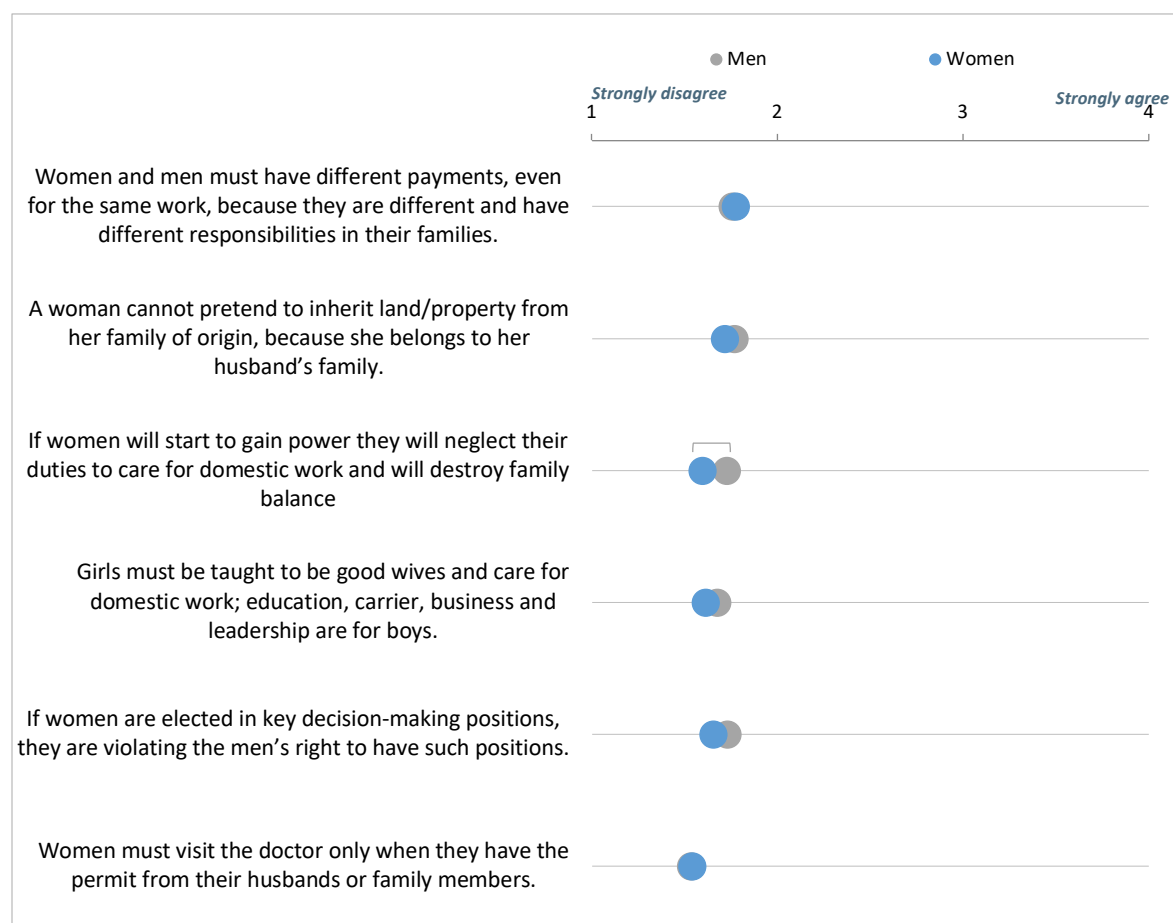 Men
Women
Strongly disagree
Strongly agree
1
2
3
4
Women and men must have different payments, even
for the same work, because they are different and have
different responsibilities in their families.
A woman cannot pretend to inherit land/property from
her family of origin, because she belongs to her
husband’s family.
If women will start to gain power they will neglect their
duties to care for domestic work and will destroy family
balance
Girls must be taught to be good wives and care for
domestic work; education, carrier, business and
leadership are for boys.
If women are elected in key decision-making positions,
they are violating the men’s right to have such positions.
Women must visit the doctor only when they have the
permit from their husbands or family members.